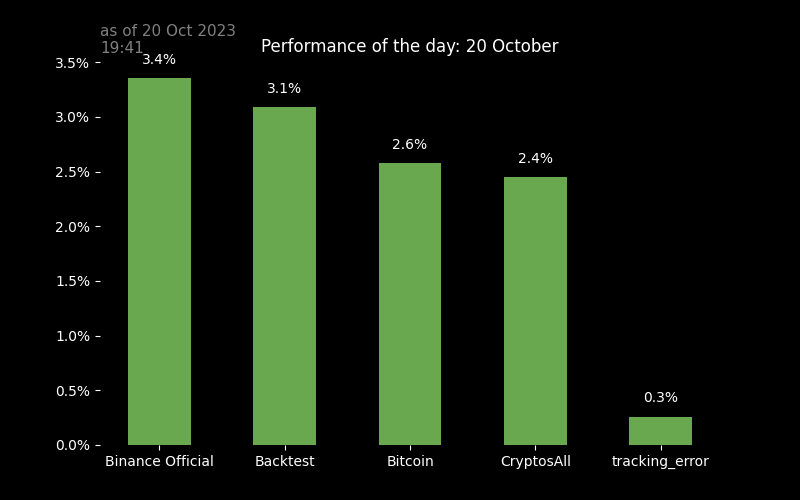 as of 20 Oct 2023
19:41
Performance of the day: 20 October
3.5%
3.0%
2.5%
2.0%
1.5%
1.0%
0.5%
0.0%
3.4%
3.1%
2.6%
2.4%
0.3%
Binance Official
Backtest
Bitcoin
CryptosAll
tracking_error